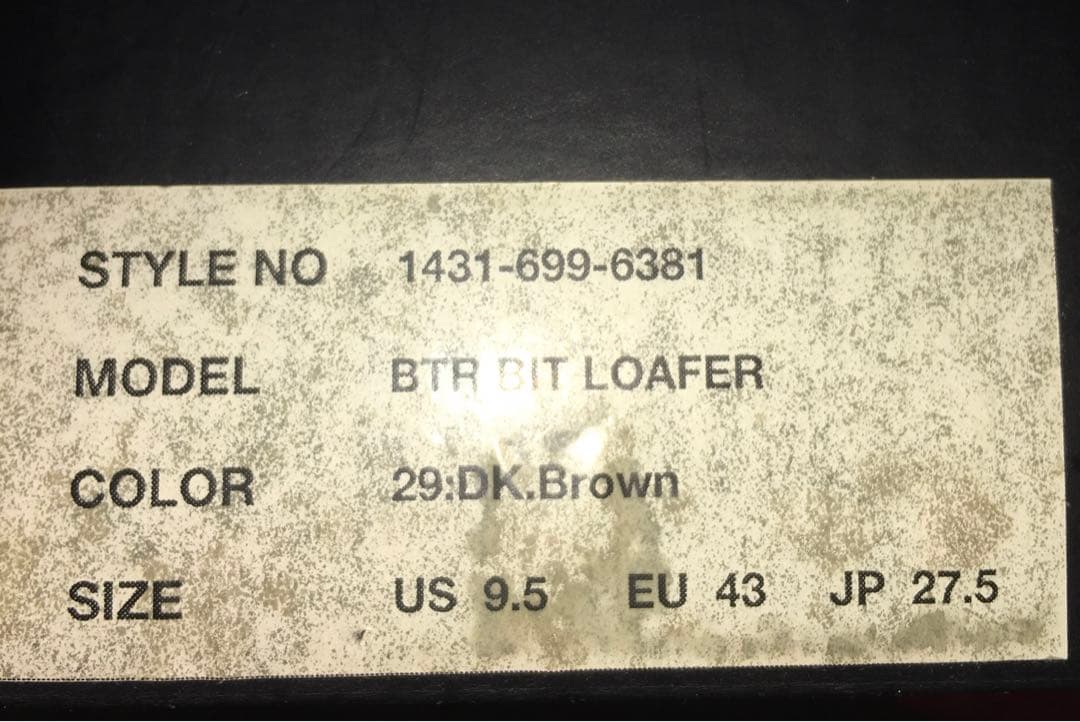 STYLE NO 1431-699-6381
MODEL BTR BIT LOAFER
COLOR 29:DK.Brown
SIZE US 9.5 EU 43 JP 27.5